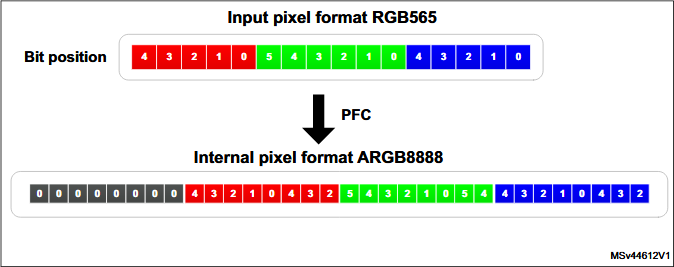 Input pixel format RGB565
Bit position
4 3 2 1 0 5 4 3 2 1 0 4 3 2 1 0
PFC
Internal pixel format ARGB8888
0 0 0 0 0 0 0 0 4 3 2 1 0 4 3 2 5 4 3 2 1 0 5 4 4 3 2 1 0 4 3 2
MSv44612V1